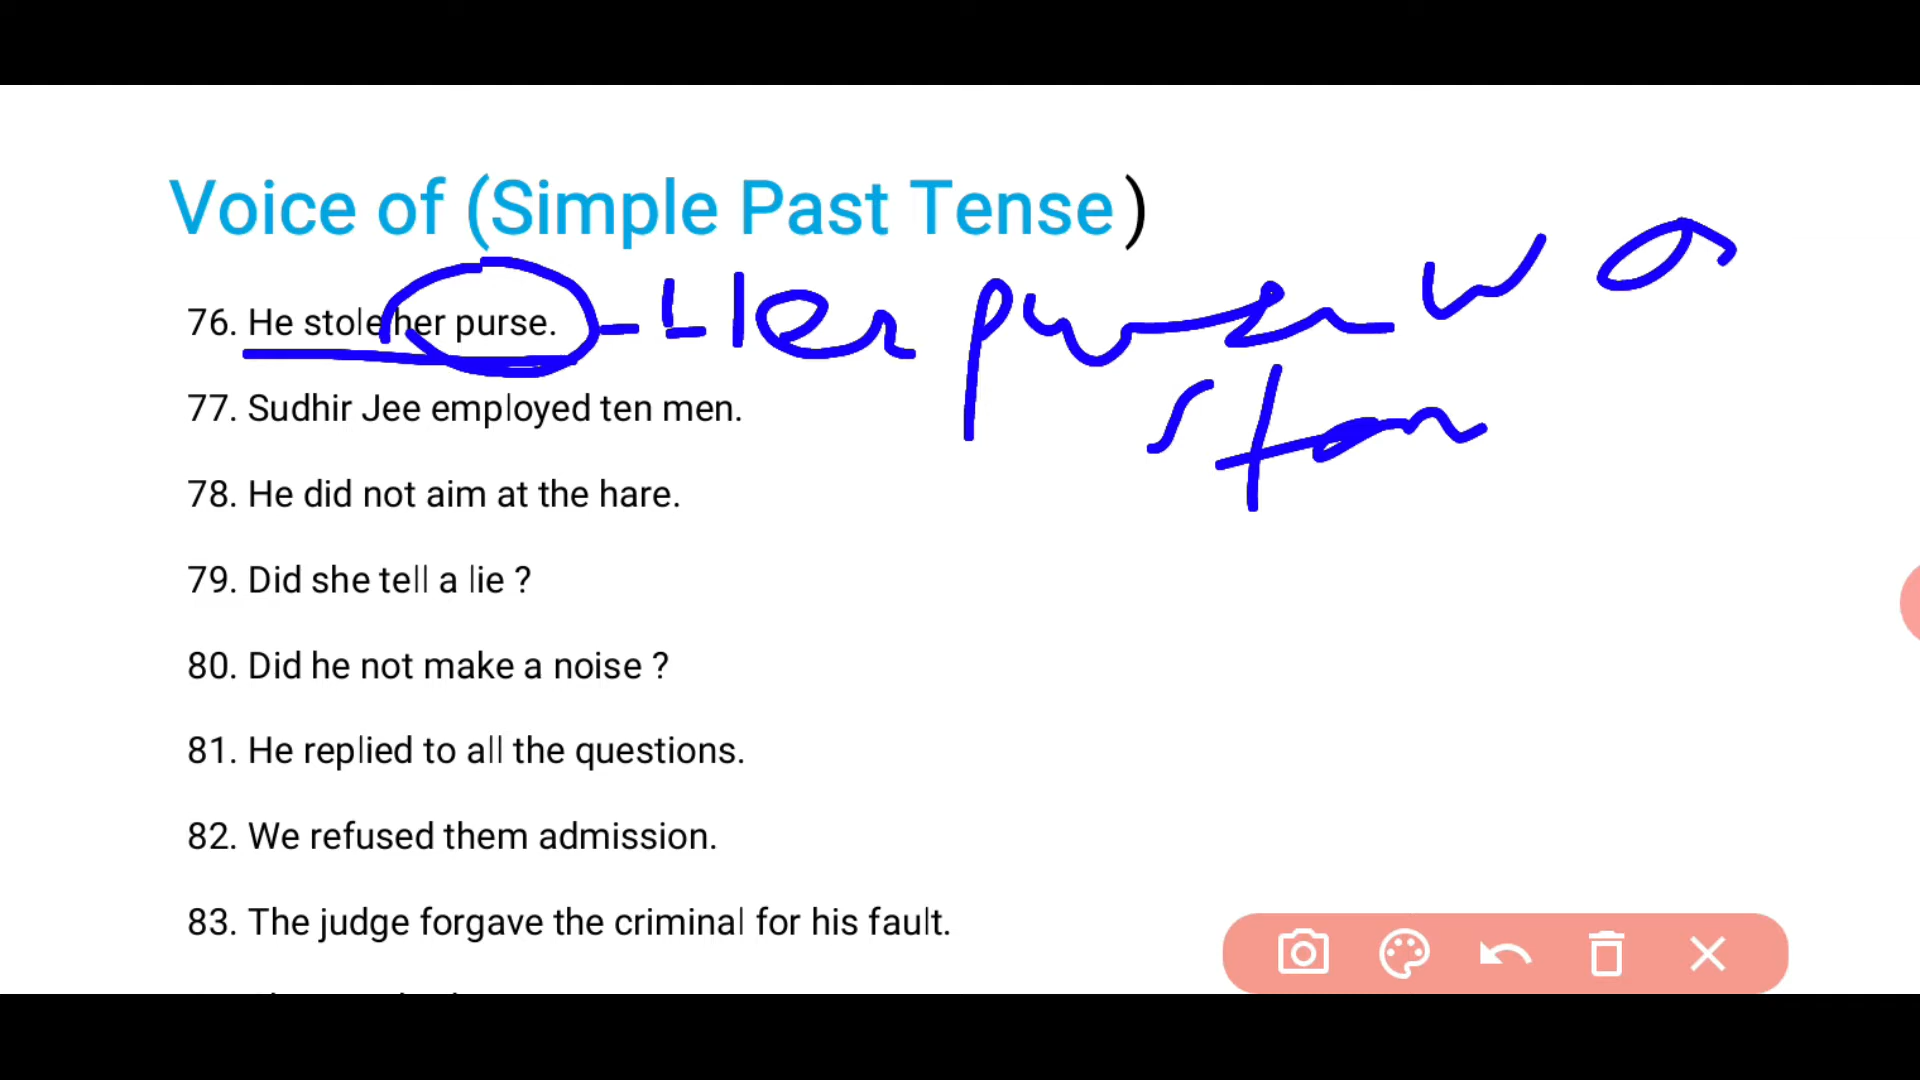 Voice of (Simple Past Tense)
76. He stole her purse. - Her purse was
77. Sudhir Jee employed ten men.
78. He did not aim at the hare.
79. Did she tell a lie ?
80. Did he not make a noise ?
81. He replied to all the questions.
82. We refused them admission.
83. The judge forgave the criminal for his fault.